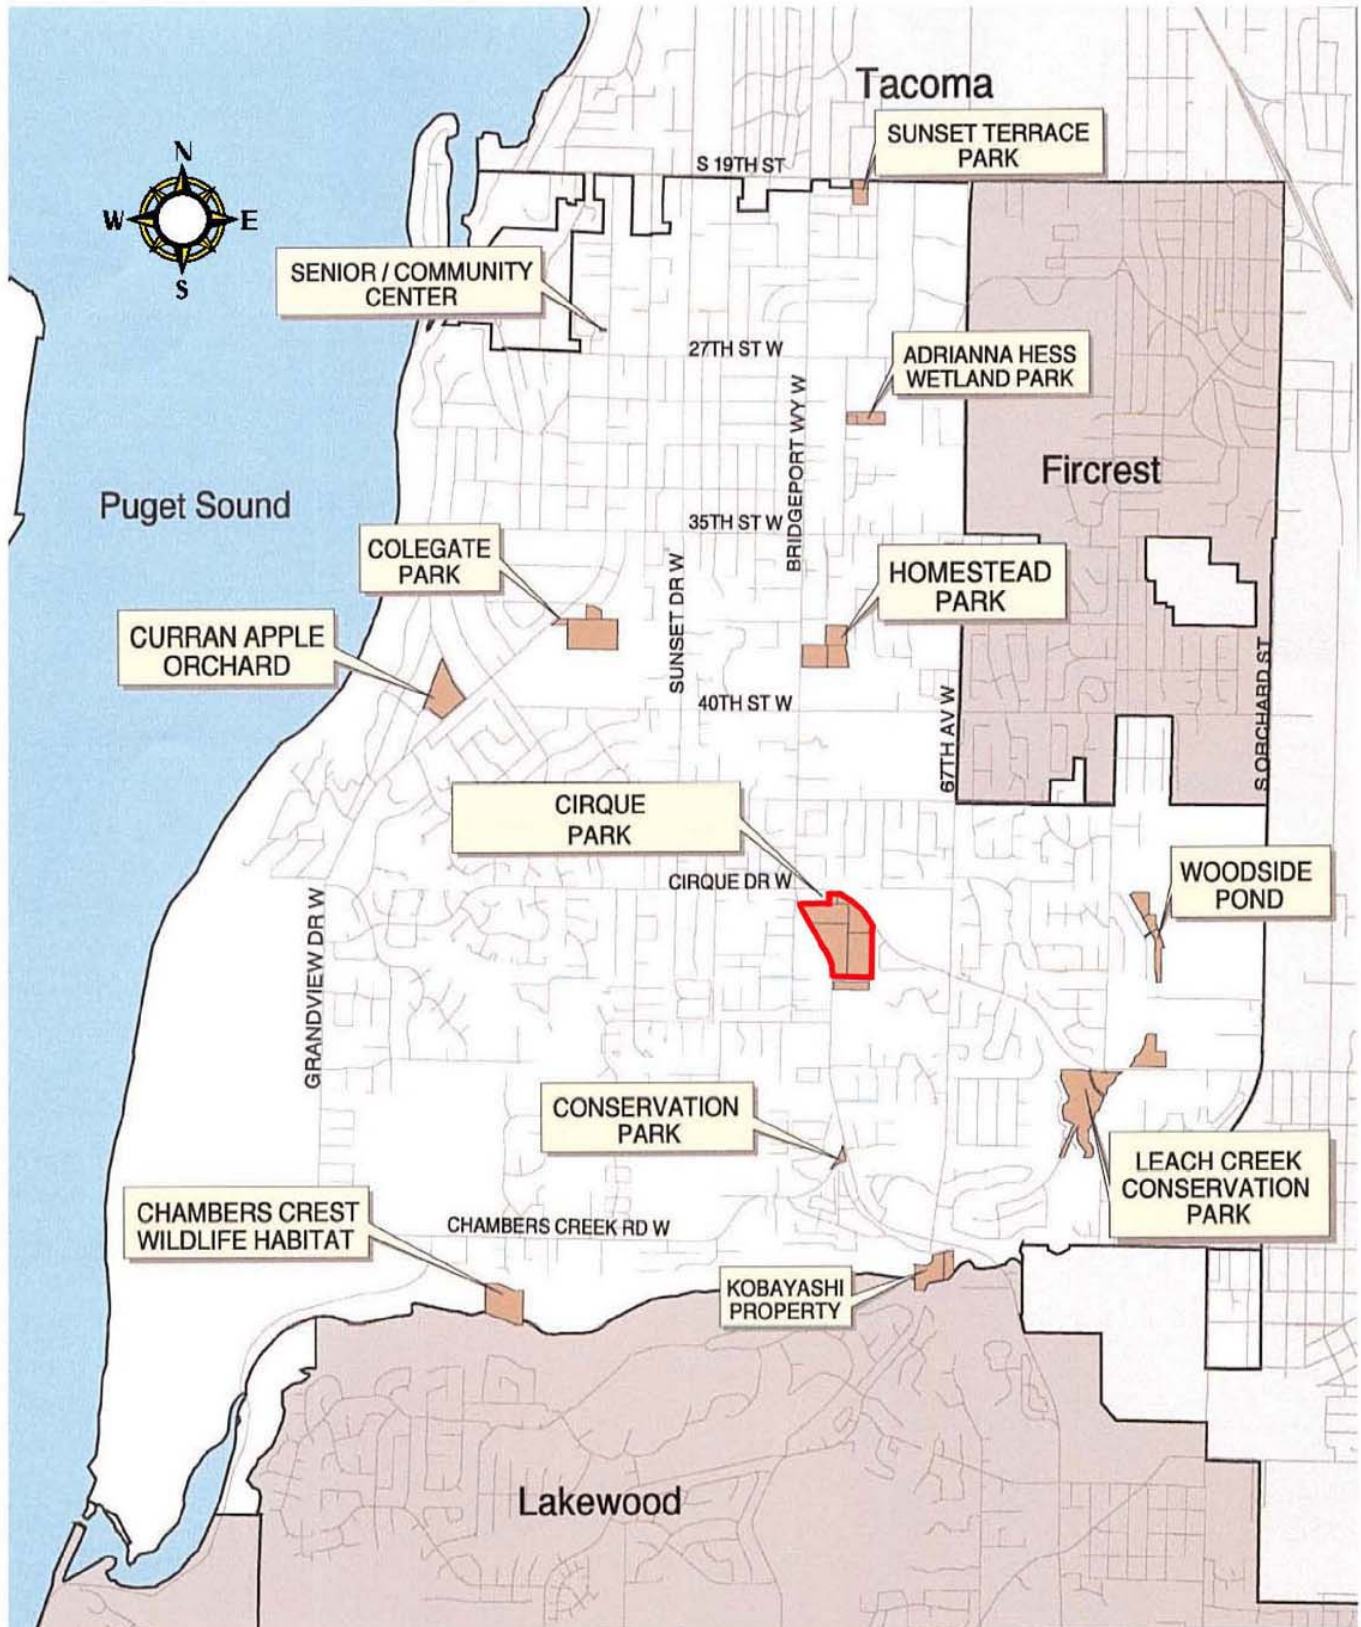 Tacoma
SUNSET TERRACE
PARK
S 19TH ST
N
W
E
S
SENIOR / COMMUNITY
CENTER
27TH ST W
ADRIANNA HESS
WETLAND PARK
BRIDGEPORT WY W
Fircrest
Puget Sound
35TH ST W
COLEGATE
PARK
SUNSET DR W
HOMESTEAD
PARK
CURRAN APPLE
ORCHARD
40TH ST W
67TH AV W
S ORCHARD ST
CIRQUE
PARK
CIRQUE DR W
WOODSIDE
POND
GRANDVIEW DR W
CONSERVATION
PARK
LEACH CREEK
CONSERVATION
PARK
CHAMBERS CREST
WILDLIFE HABITAT
CHAMBERS CREEK RD W
KOBAYASHI
PROPERTY
Lakewood